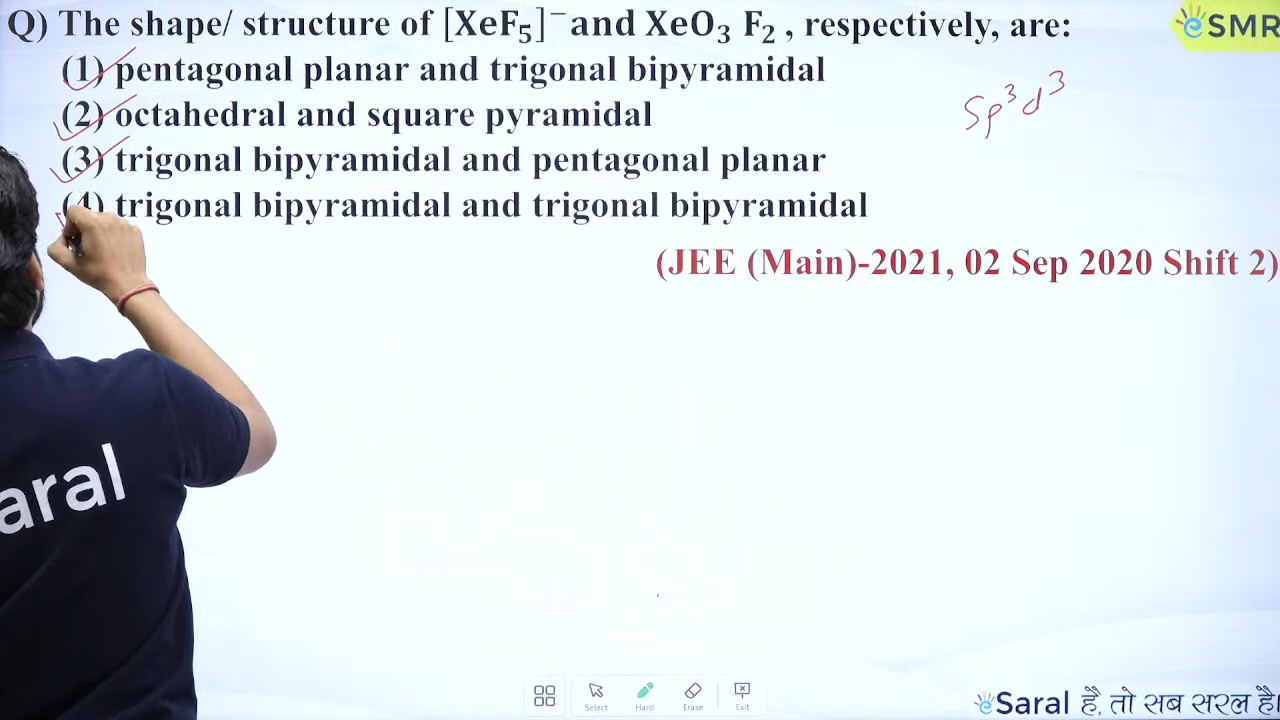 Q) The shape/ structure of [XeF₅]⁻ and XeO₃ F₂ , respectively, are:
eSMR
(1) pentagonal planar and trigonal bipyramidal
sp³d³
(2) octahedral and square pyramidal
(3) trigonal bipyramidal and pentagonal planar
(4) trigonal bipyramidal and trigonal bipyramidal
(JEE (Main)-2021, 02 Sep 2020 Shift 2)
aral
Select Hard Erase Exit
eSaral है, तो सब सरल है।